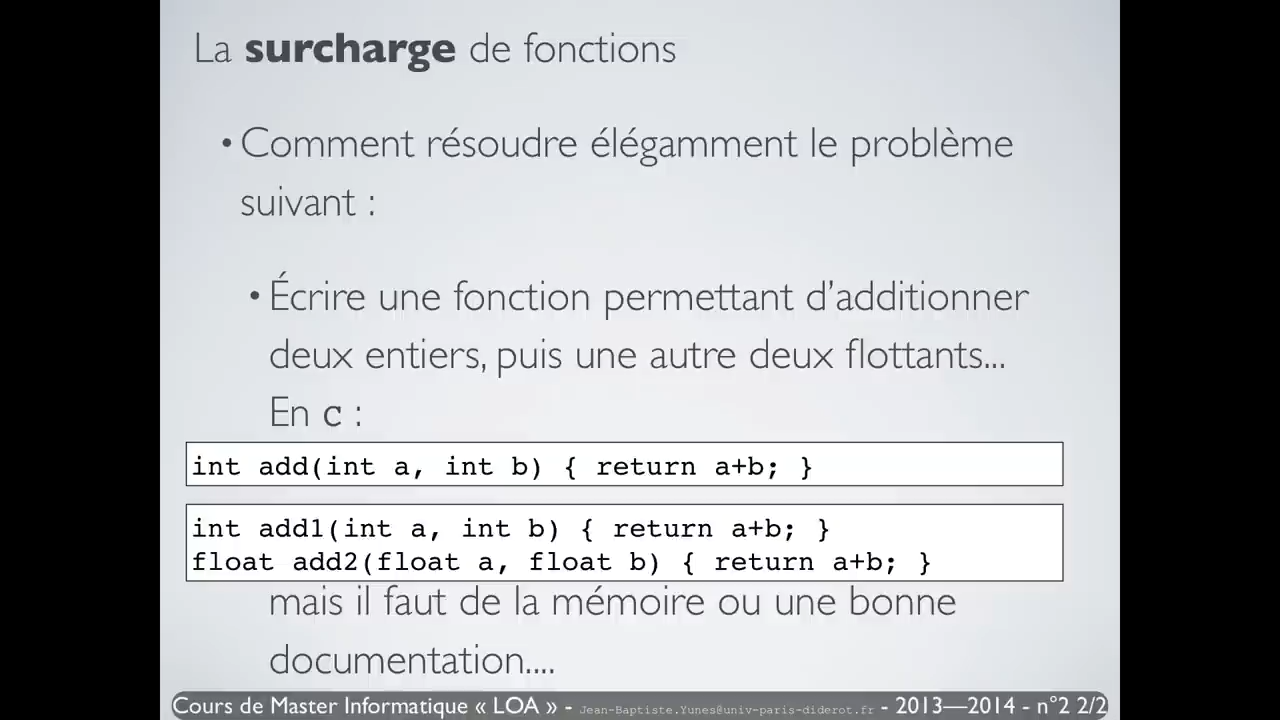 La surcharge de fonctions
• Comment résoudre élégamment le problème
suivant :
• Écrire une fonction permettant d'additionner
deux entiers, puis une autre deux flottants...
En c :
int add(int a, int b) { return a+b; }
int add1(int a, int b) { return a+b; }
float add2(float a, float b) { return a+b; }
mais il faut de la mémoire ou une bonne
documentation....
Cours de Master Informatique « LOA » - Jean-Baptiste.Yunes@univ-paris-diderot.fr - 2013—2014 - n°2 2/2